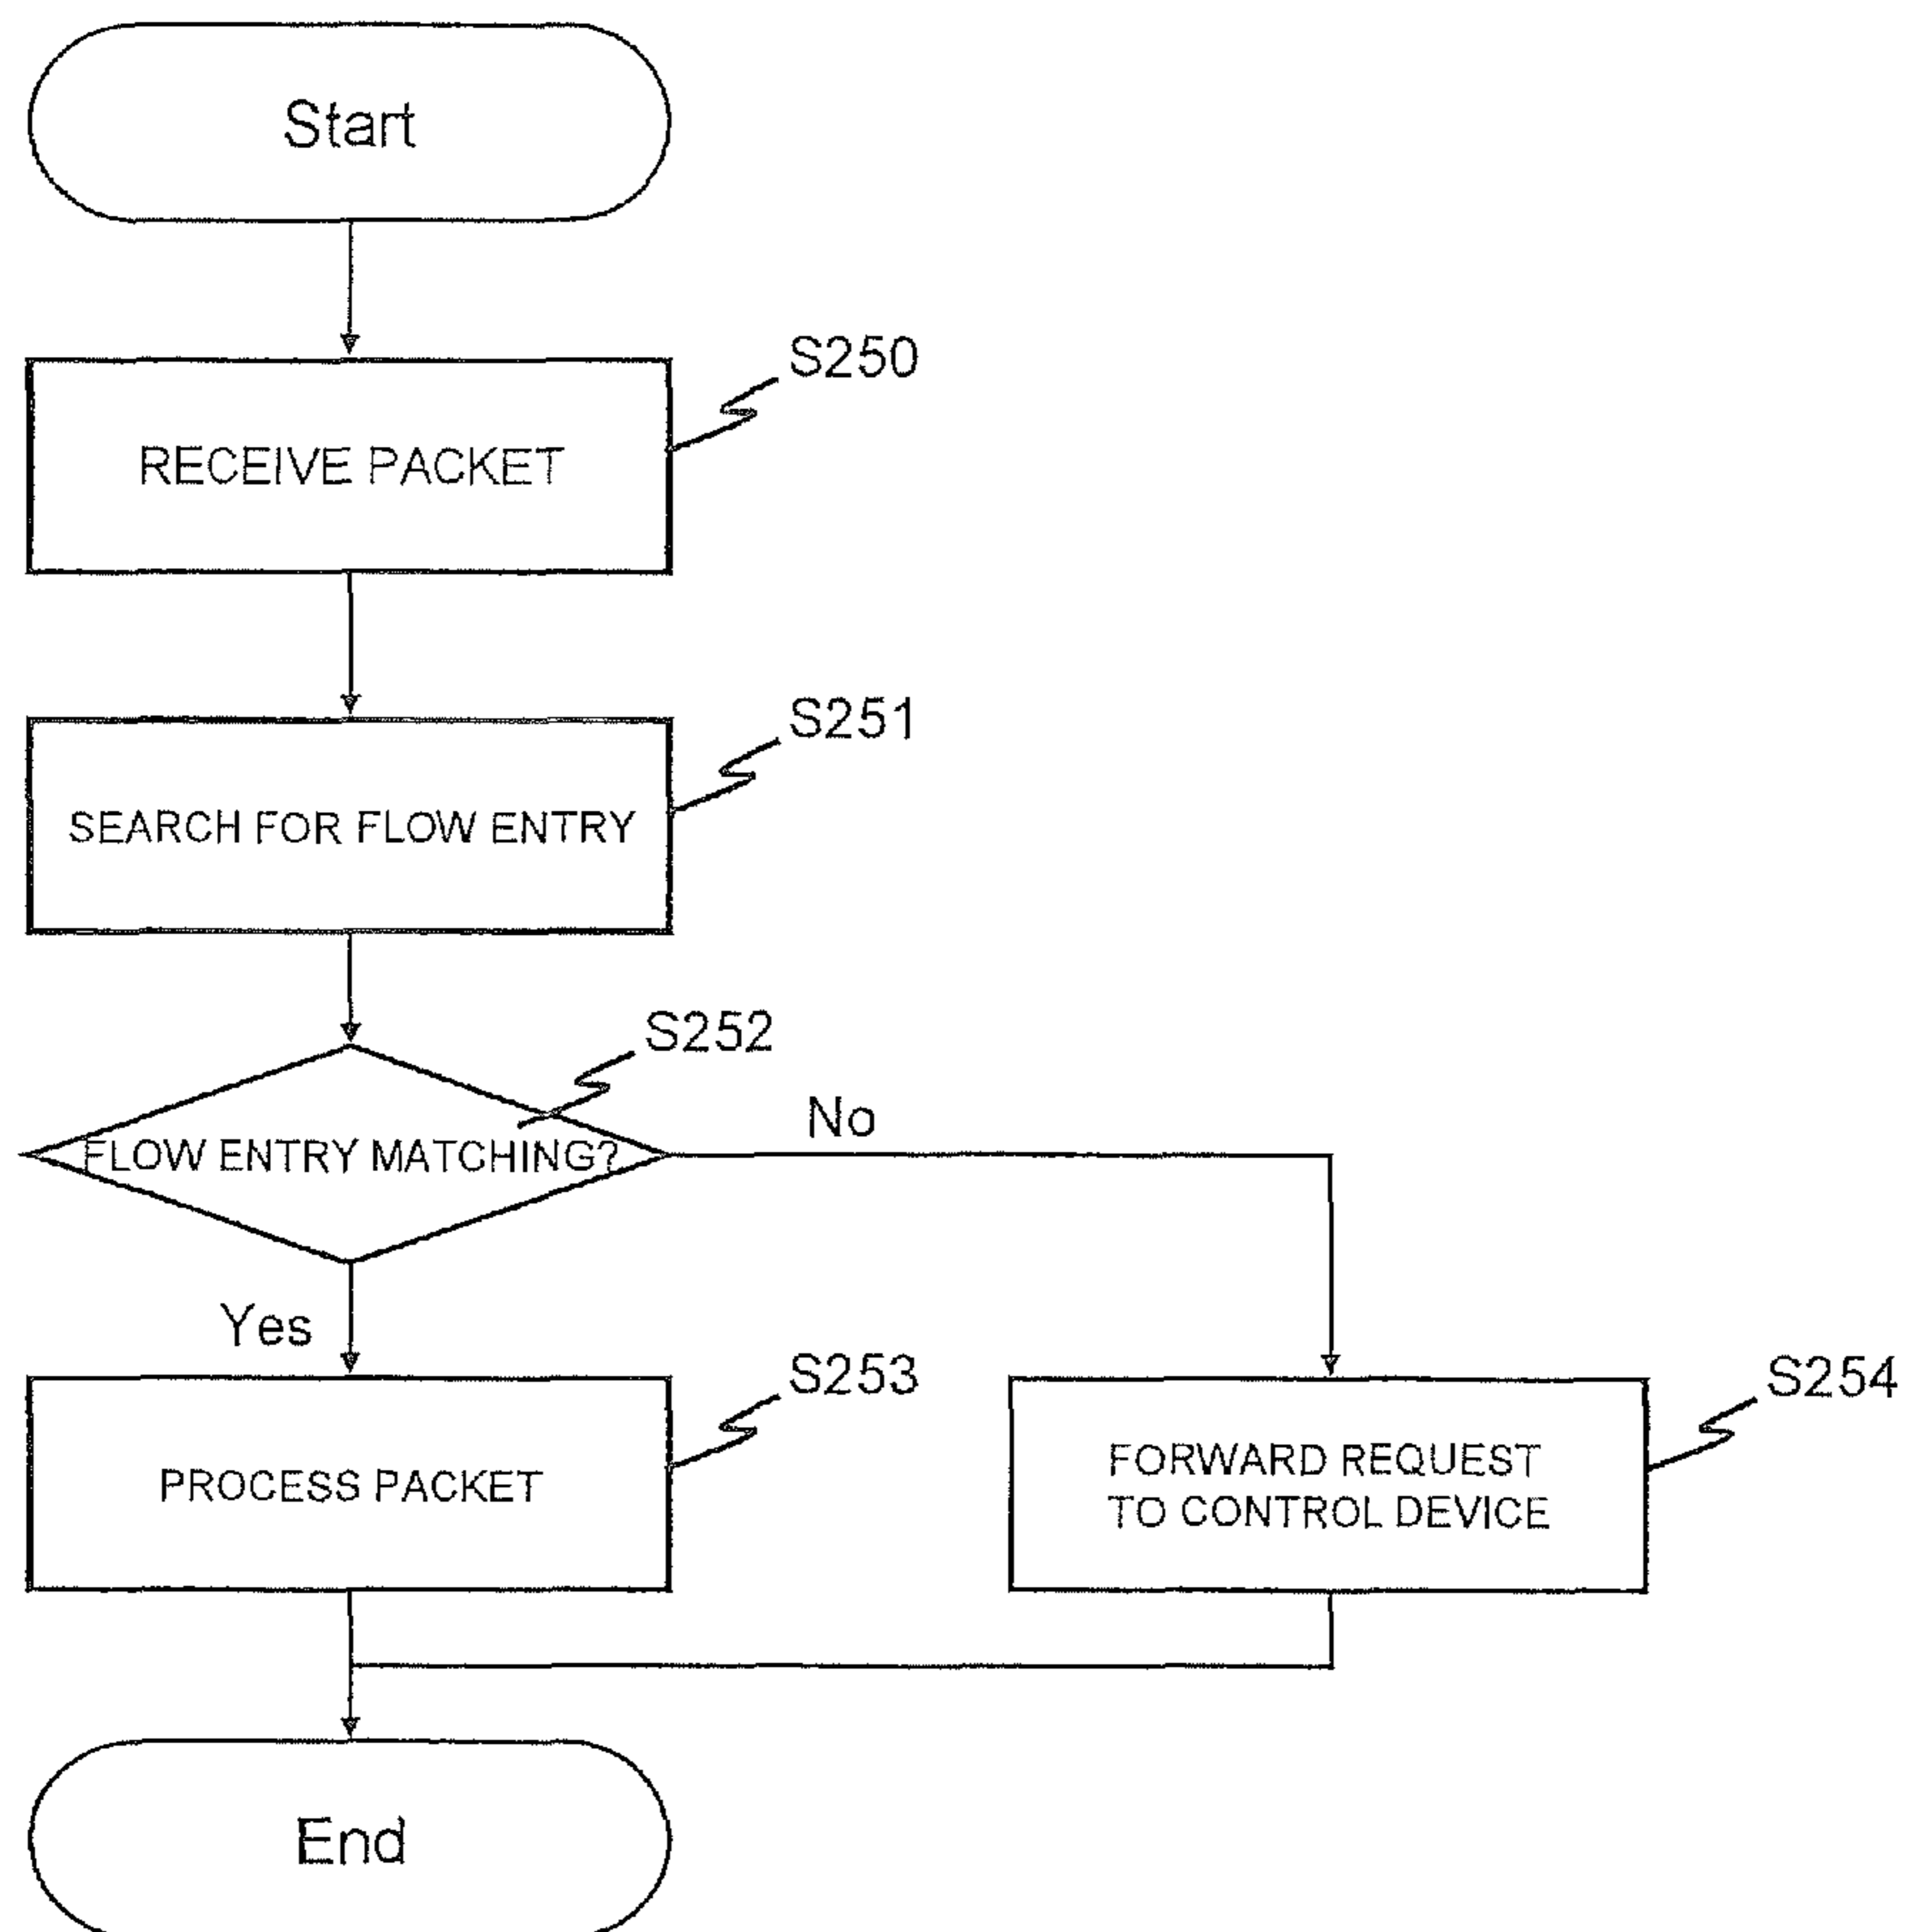 Start
S250
RECEIVE PACKET
S251
SEARCH FOR FLOW ENTRY
S252
FLOW ENTRY MATCHING?
No
Yes
S253
PROCESS PACKET
S254
FORWARD REQUEST
TO CONTROL DEVICE
End